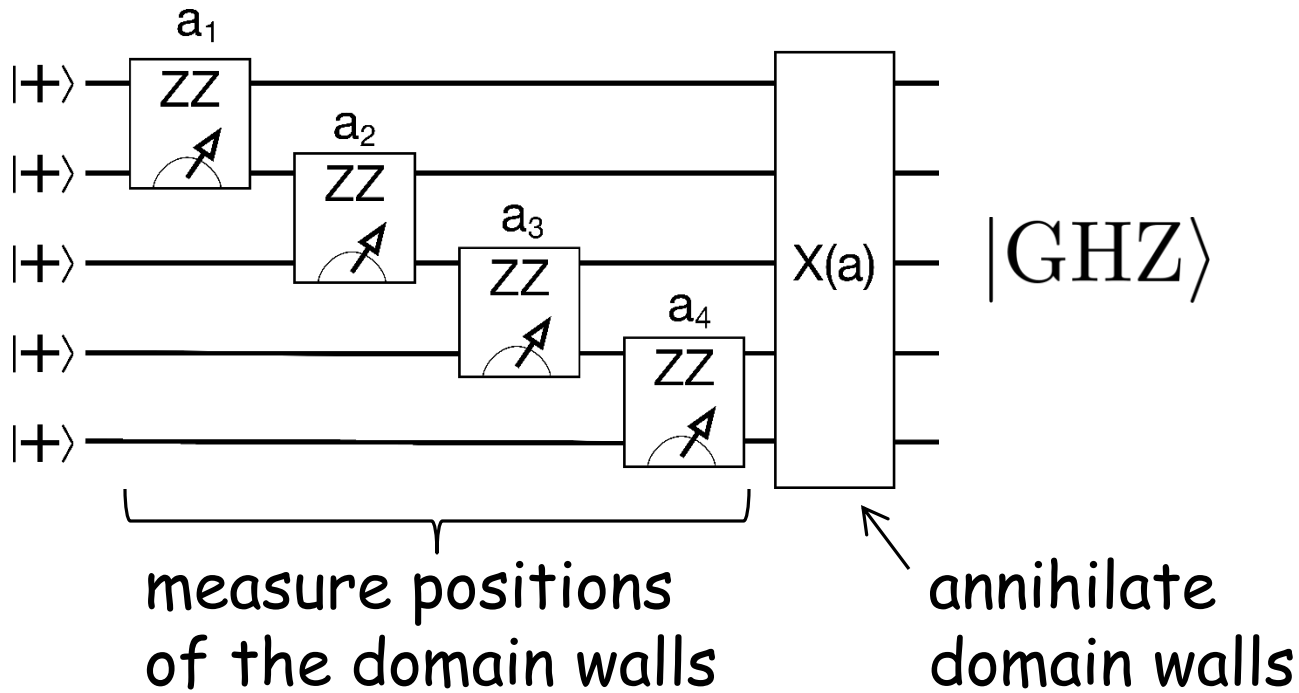 a₁
|+⟩ ZZ
a₂
|+⟩ ZZ
a₃
|+⟩ ZZ X(a) |GHZ⟩
a₄
|+⟩ ZZ
|+⟩
measure positions
of the domain walls
annihilate
domain walls